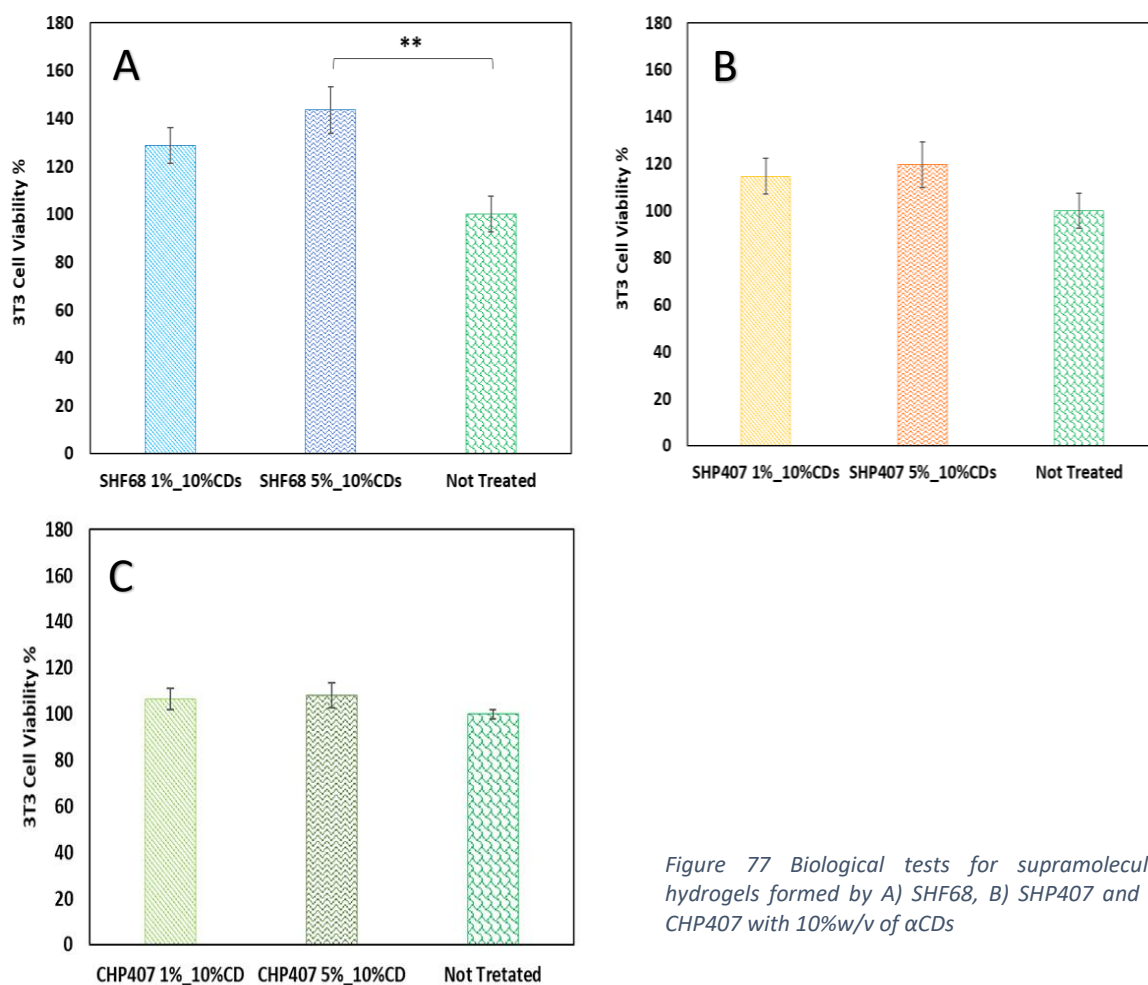 A
**
3T3 Cell Viability %
180
160
140
120
100
80
60
40
20
0
SHF68 1%_10%CDs SHF68 5%_10%CDs Not Treated
B
3T3 Cell Viability %
180
160
140
120
100
80
60
40
20
0
SHP407 1%_10%CDs SHP407 5%_10%CDs Not Treated
C
3T3 Cell Viability %
180
160
140
120
100
80
60
40
20
0
CHP407 1%_10%CD CHP407 5%_10%CD Not Tretated
Figure 77 Biological tests for supramolecul
hydrogels formed by A) SHF68, B) SHP407 and
CHP407 with 10%w/v of αCDs